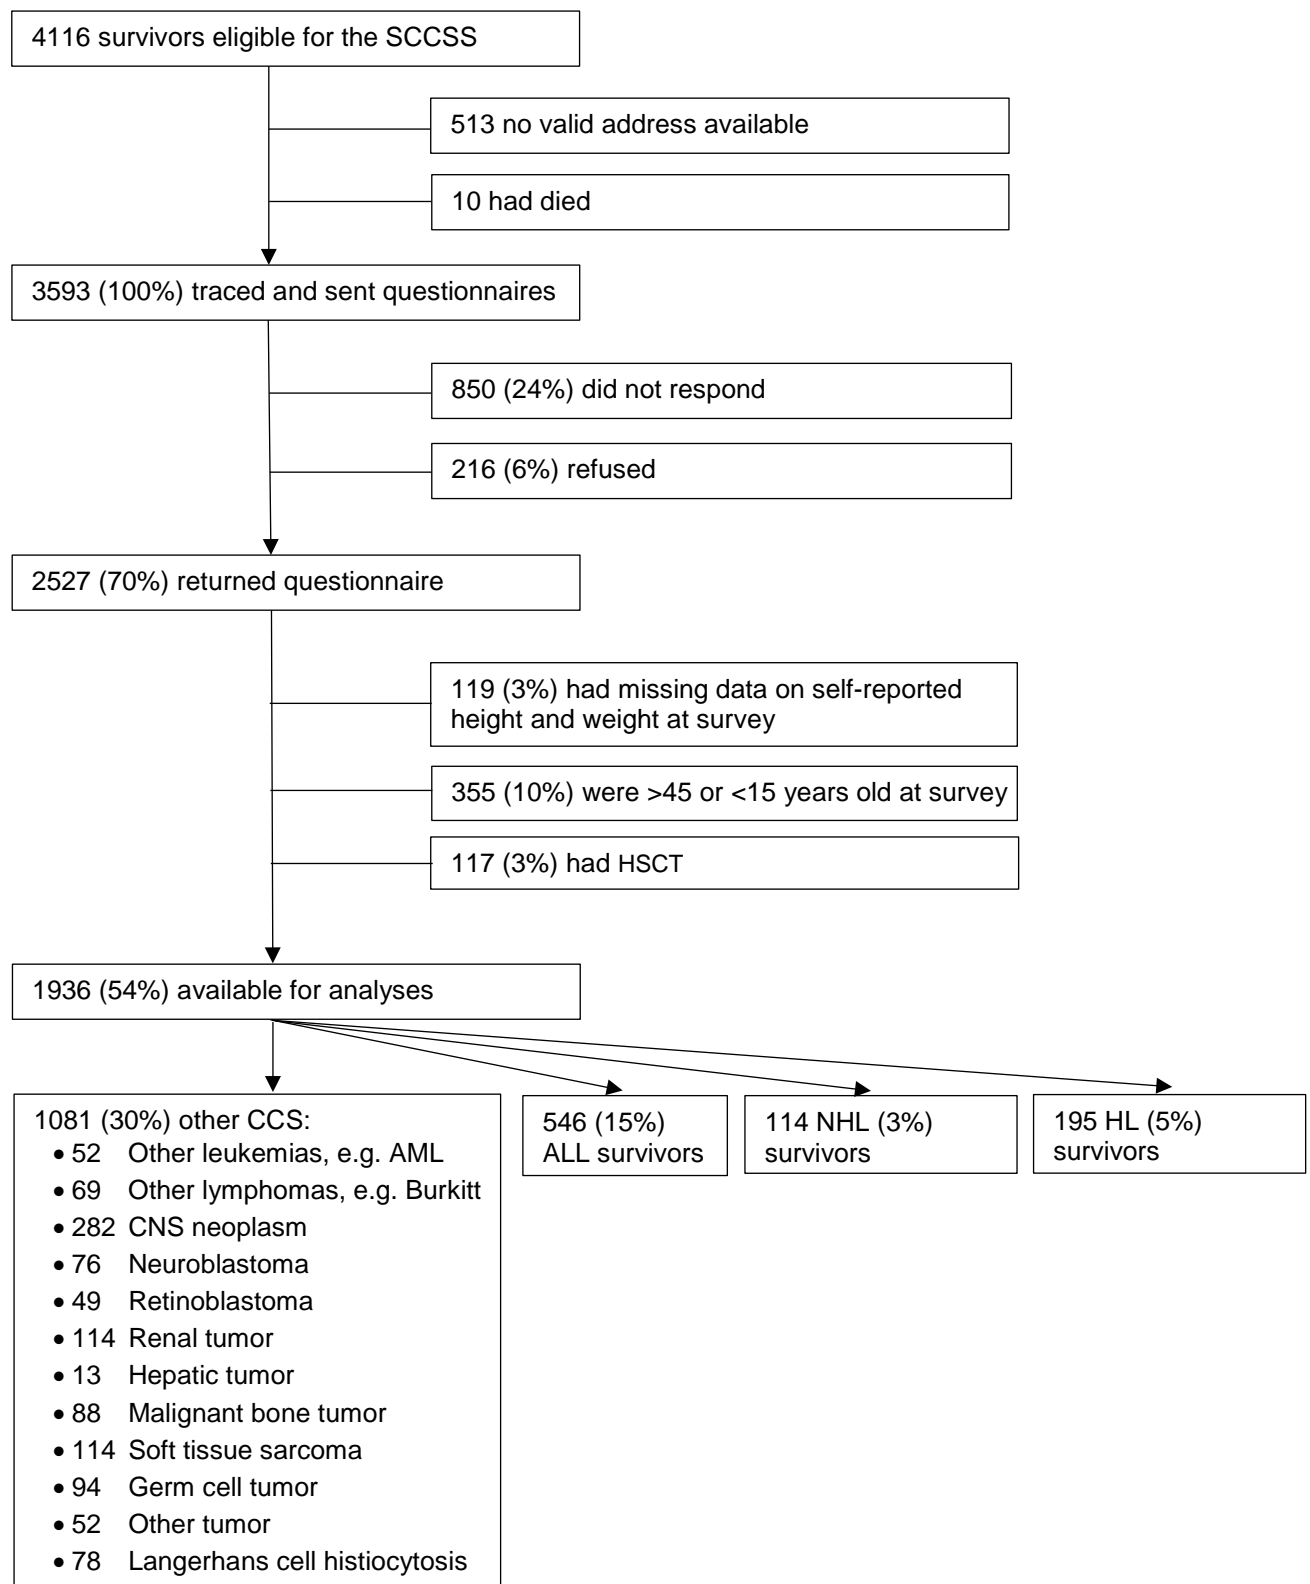 4116 survivors eligible for the SCCSS
513 no valid address available
10 had died
3593 (100%) traced and sent questionnaires
850 (24%) did not respond
216 (6%) refused
2527 (70%) returned questionnaire
119 (3%) had missing data on self-reported
height and weight at survey
355 (10%) were >45 or <15 years old at survey
117 (3%) had HSCT
1936 (54%) available for analyses
1081 (30%) other CCS:
• 52 Other leukemias, e.g. AML
• 69 Other lymphomas, e.g. Burkitt
• 282 CNS neoplasm
• 76 Neuroblastoma
• 49 Retinoblastoma
• 114 Renal tumor
• 13 Hepatic tumor
• 88 Malignant bone tumor
• 114 Soft tissue sarcoma
• 94 Germ cell tumor
• 52 Other tumor
• 78 Langerhans cell histiocytosis
546 (15%)
ALL survivors
114 NHL (3%)
survivors
195 HL (5%)
survivors